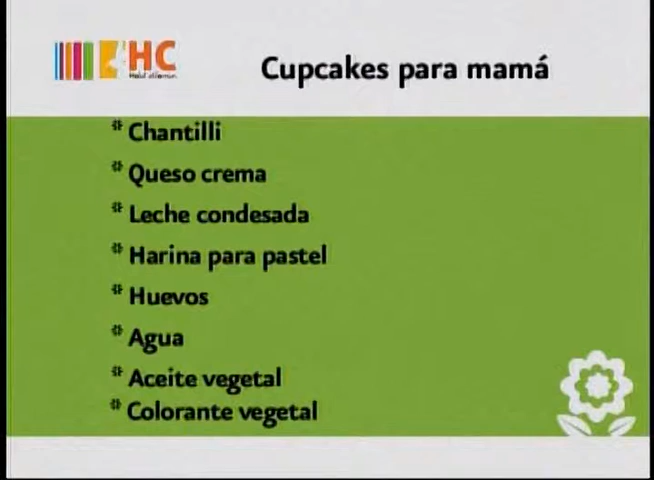 HC
Cupcakes para mamá
* Chantilli
* Queso crema
* Leche condesada
* Harina para pastel
* Huevos
* Agua
* Aceite vegetal
* Colorante vegetal